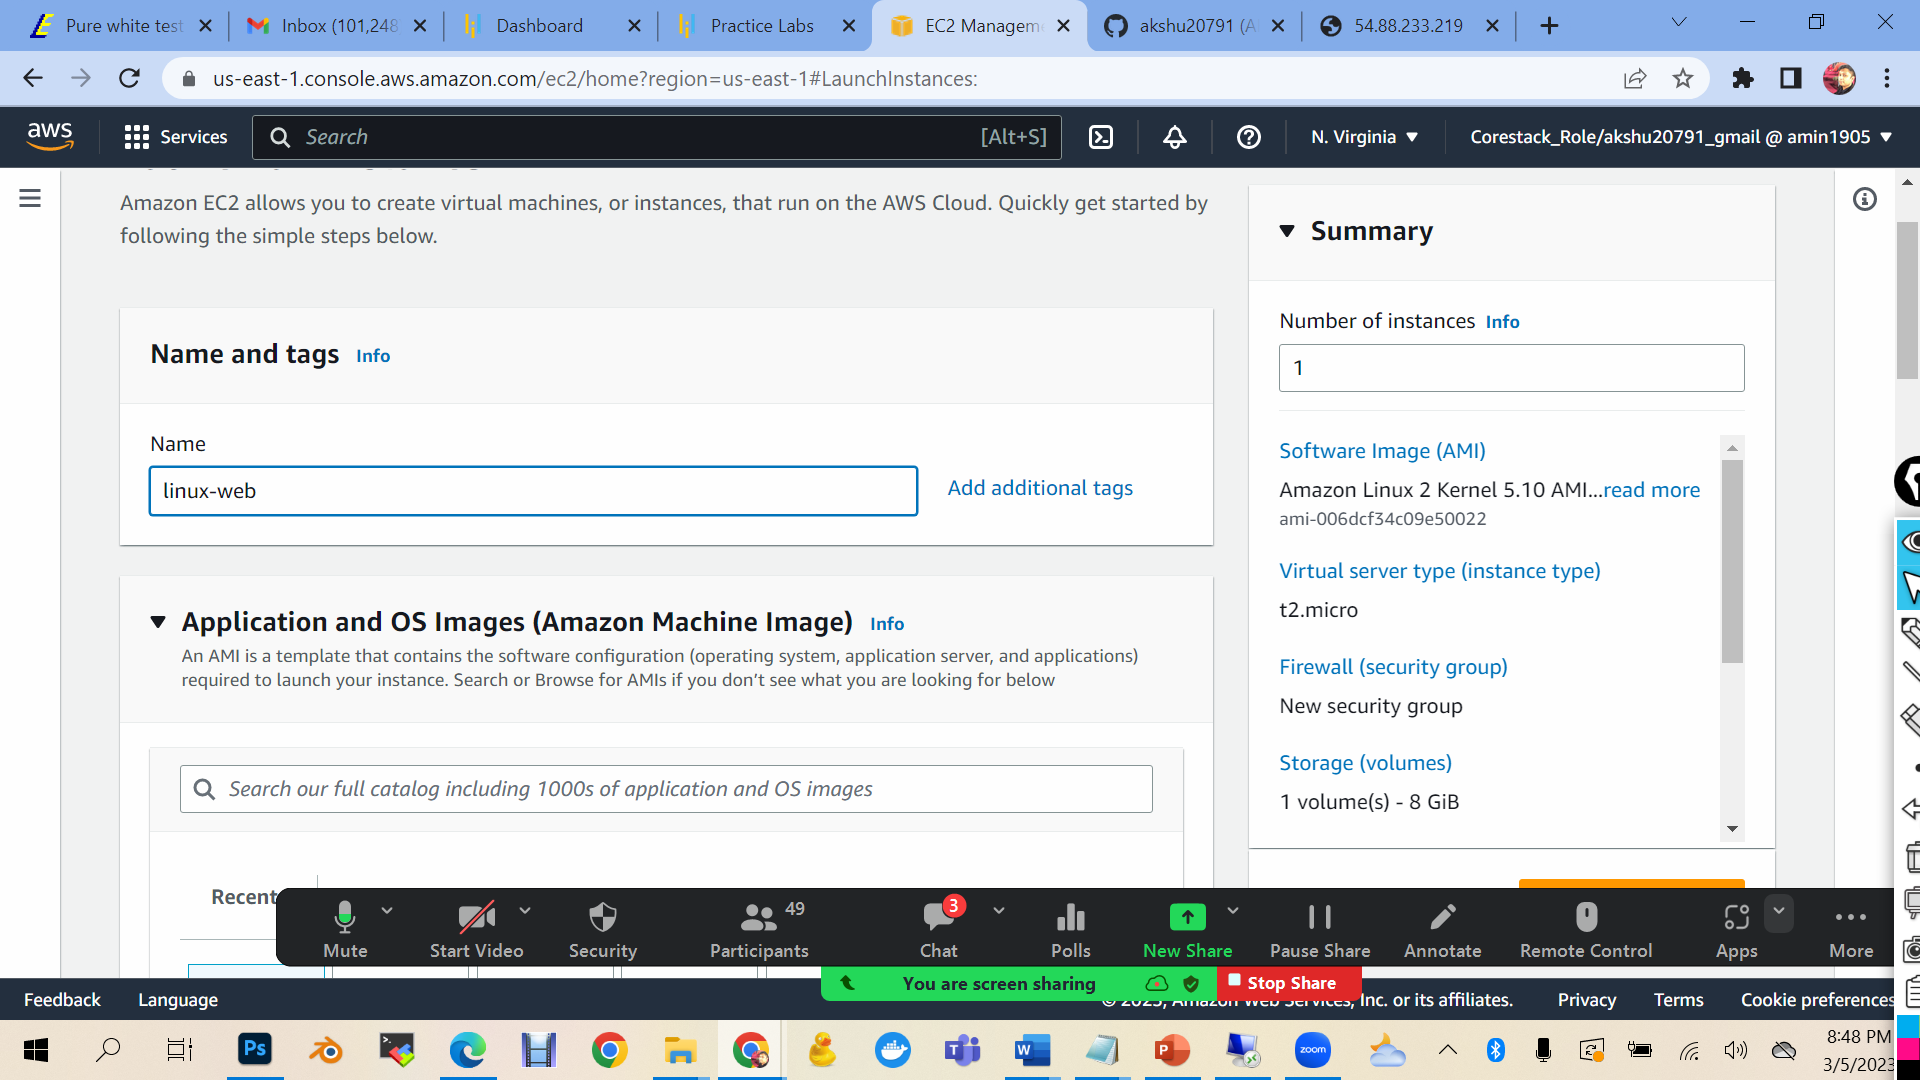 Pure white test
Inbox (101,248
Dashboard
Practice Labs
EC2 Managem
akshu20791 (A
54.88.233.219
us-east-1.console.aws.amazon.com/ec2/home?region=us-east-1#LaunchInstances:
aws
Services
Search
[Alt+S]
N. Virginia
Corestack_Role/akshu20791_gmail @ amin1905
Amazon EC2 allows you to create virtual machines, or instances, that run on the AWS Cloud. Quickly get started by
following the simple steps below.
Name and tags Info
Name
linux-web
Add additional tags
Application and OS Images (Amazon Machine Image) Info
An AMI is a template that contains the software configuration (operating system, application server, and applications)
required to launch your instance. Search or Browse for AMIs if you don’t see what you are looking for below
Search our full catalog including 1000s of application and OS images
Recent
Summary
Number of instances Info
1
Software Image (AMI)
Amazon Linux 2 Kernel 5.10 AMI...read more
ami-006dcf34c09e50022
Virtual server type (instance type)
t2.micro
Firewall (security group)
New security group
Storage (volumes)
1 volume(s) - 8 GiB
Mute
Start Video
Security
Participants
49
Chat
3
Polls
New Share
Pause Share
Annotate
Remote Control
Apps
More
You are screen sharing
Stop Share
Feedback
Language
© 2023, Amazon Web Services, Inc. or its affiliates.
Privacy
Terms
Cookie preferences
Ps
W
P
zoom
8:48 PM
3/5/2023